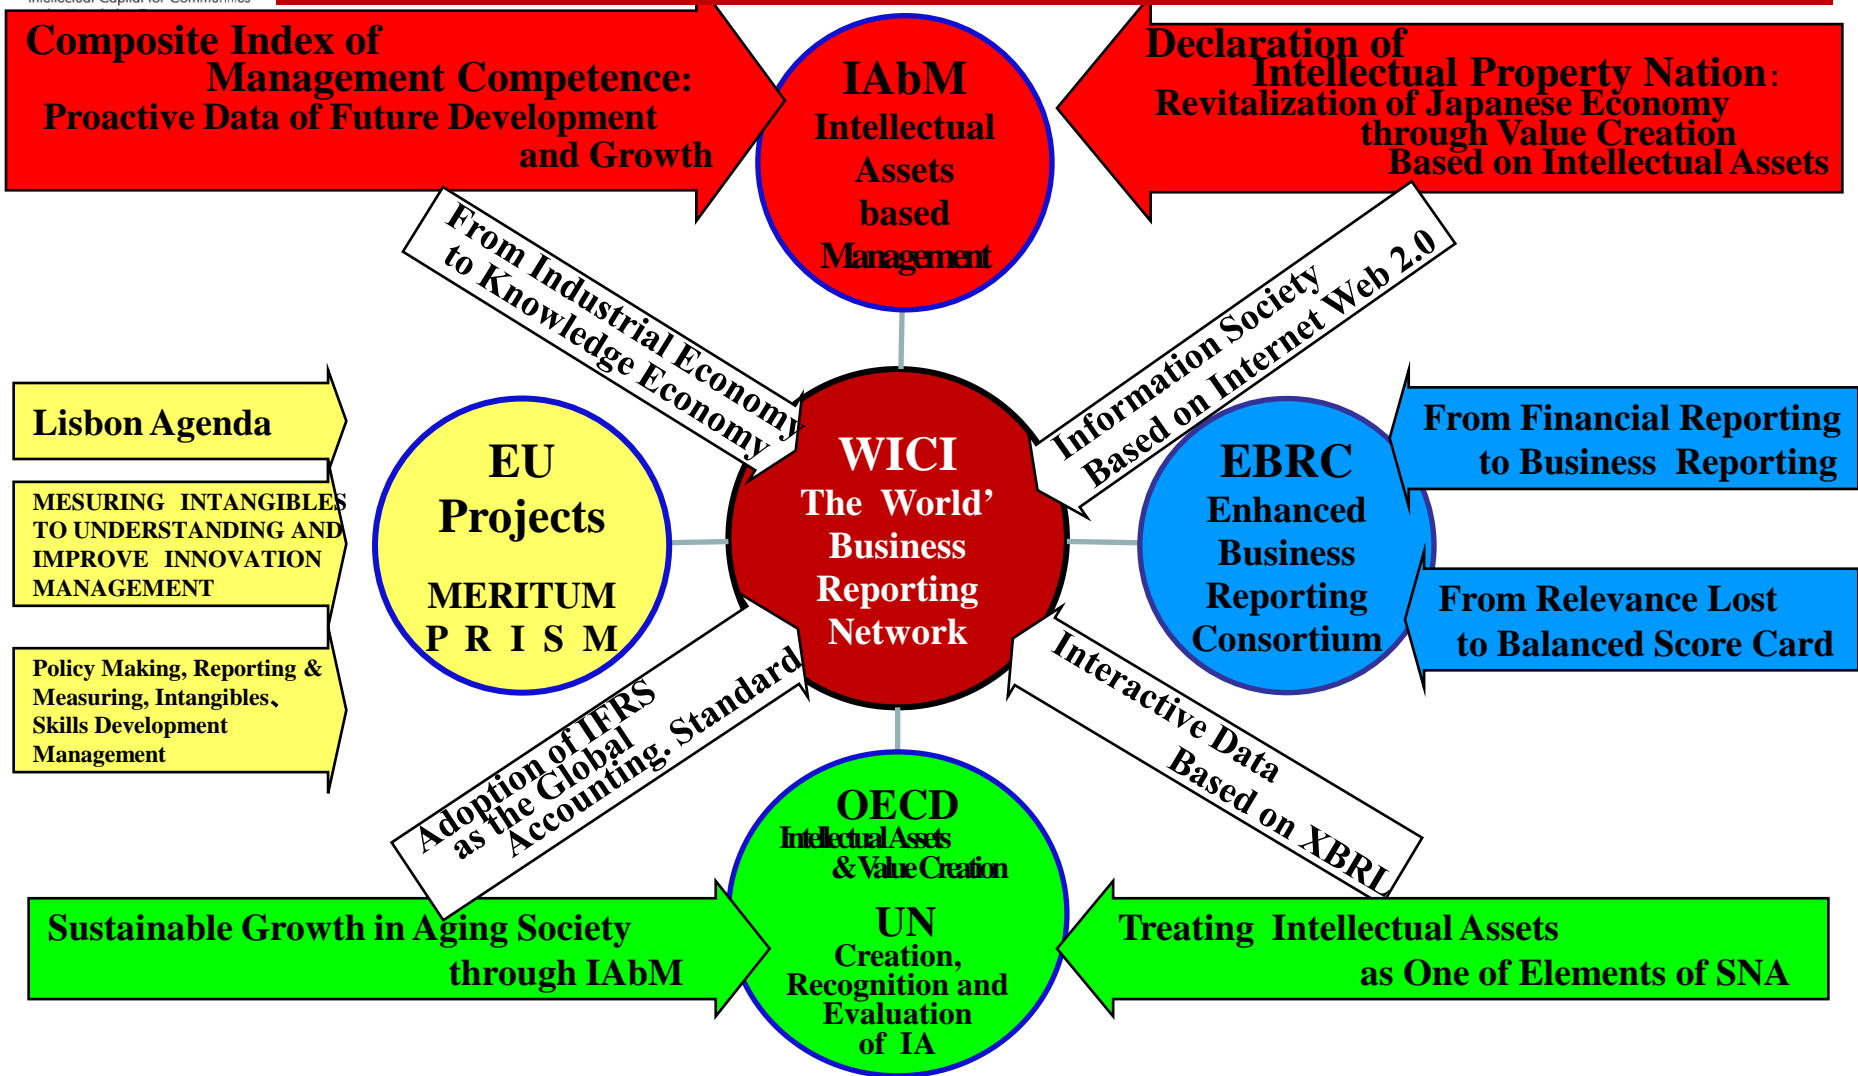 Intellectual Capital for Communities
Composite Index of
Management Competence:
Proactive Data of Future Development
and Growth
IAbM
Intellectual
Assets
based
Management
Declaration of
Intellectual Property Nation:
Revitalization of Japanese Economy
through Value Creation
Based on Intellectual Assets
From Industrial Economy
to Knowledge Economy
Information Society
Based on Internet Web 2.0
Lisbon Agenda
MESURING INTANGIBLES
TO UNDERSTANDING AND
IMPROVE INNOVATION
MANAGEMENT
Policy Making, Reporting &
Measuring, Intangibles、
Skills Development
Management
EU
Projects
MERITUM
P R I S M
WICI
The World’
Business
Reporting
Network
EBRC
Enhanced
Business
Reporting
Consortium
From Financial Reporting
to Business Reporting
From Relevance Lost
to Balanced Score Card
Adoption of IFRS
as the Global
Accounting. Standard
Interactive Data
Based on XBRL
OECD
Intellectual Assets
& Value Creation
UN
Creation,
Recognition and
Evaluation
of IA
Sustainable Growth in Aging Society
through IAbM
Treating Intellectual Assets
as One of Elements of SNA